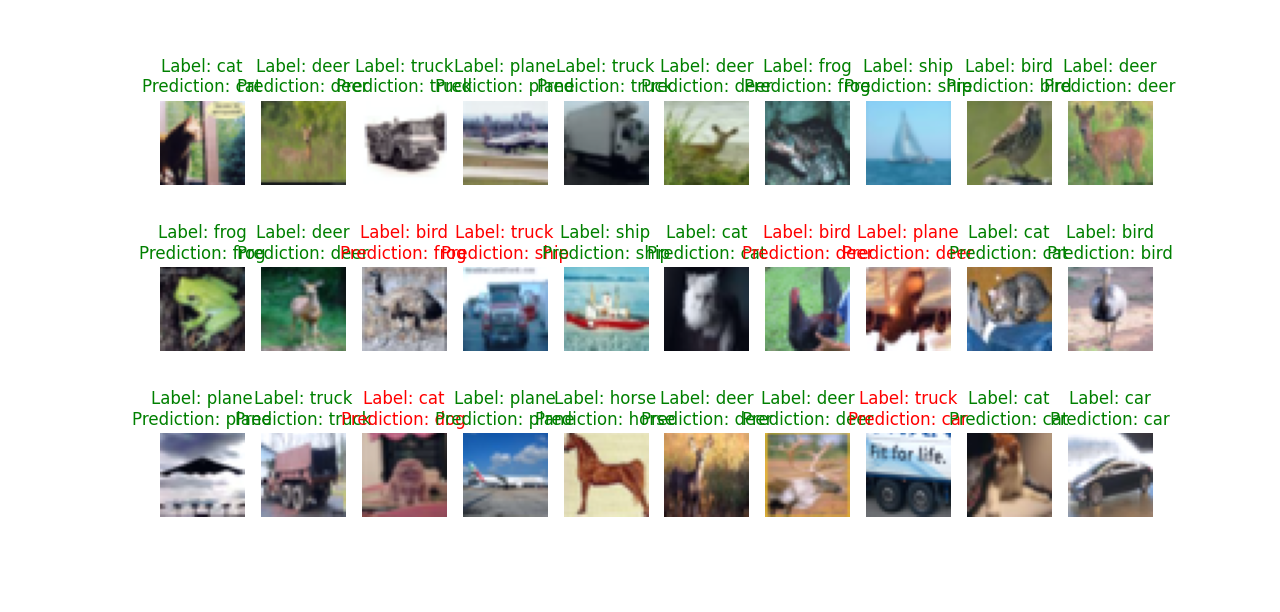 Label: cat Label: deer Label: truck Label: plane Label: truck Label: deer Label: frog Label: ship Label: bird Label: deer
Prediction: cat Prediction: deer Prediction: truck Prediction: plane Prediction: truck Prediction: deer Prediction: frog Prediction: ship Prediction: bird Prediction: deer
Label: frog Label: deer Label: bird Label: truck Label: ship Label: cat Label: bird Label: plane Label: cat Label: bird
Prediction: frog Prediction: deer Prediction: frog Prediction: ship Prediction: ship Prediction: cat Prediction: deer Prediction: deer Prediction: cat Prediction: bird
Label: plane Label: truck Label: cat Label: plane Label: horse Label: deer Label: deer Label: truck Label: cat Label: car
Prediction: plane Prediction: truck Prediction: dog Prediction: plane Prediction: horse Prediction: deer Prediction: deer Prediction: car Prediction: cat Prediction: car
Fit for life.